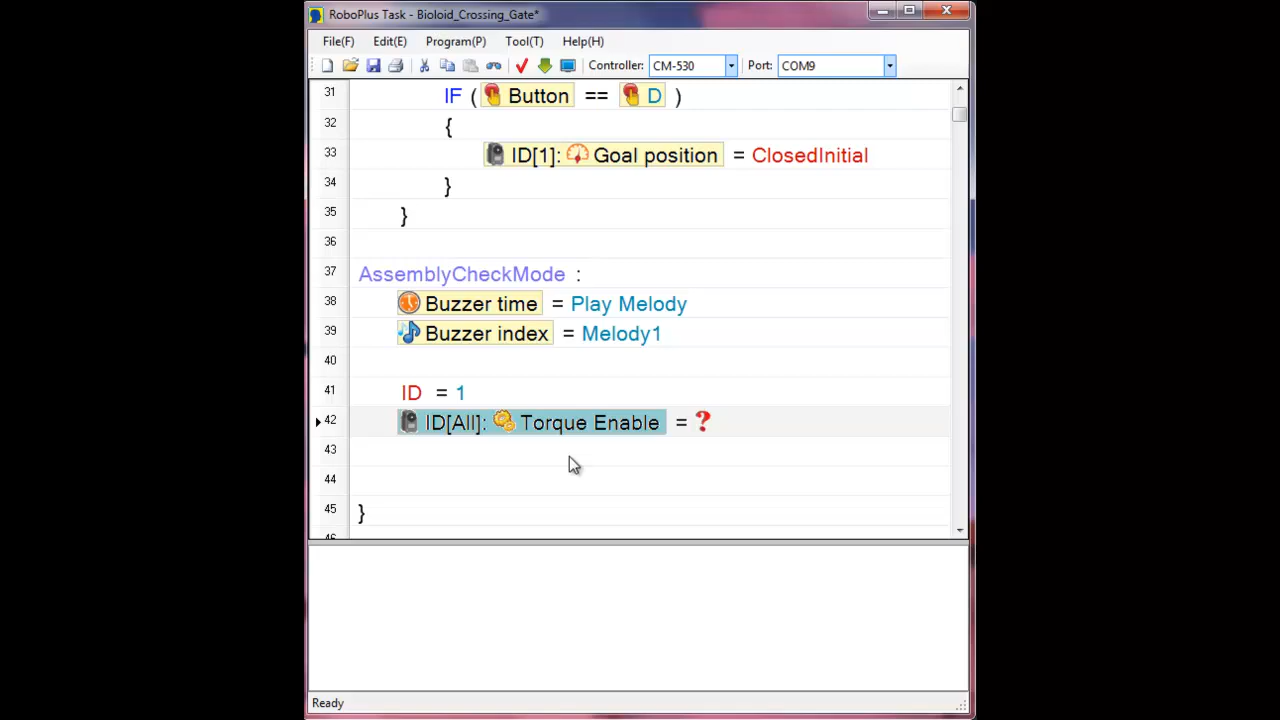 RoboPlus Task - Bioloid_Crossing_Gate*
File(F) Edit(E) Program(P) Tool(T) Help(H)
Controller: CM-530 Port: COM9
31 IF ( Button == D )
32 {
33 ID[1]: Goal position = ClosedInitial
34 }
35 }
36
37 AssemblyCheckMode :
38 Buzzer time = Play Melody
39 Buzzer index = Melody1
40
41 ID = 1
42 ID[All]: Torque Enable = ?
43
44
45 }
Ready